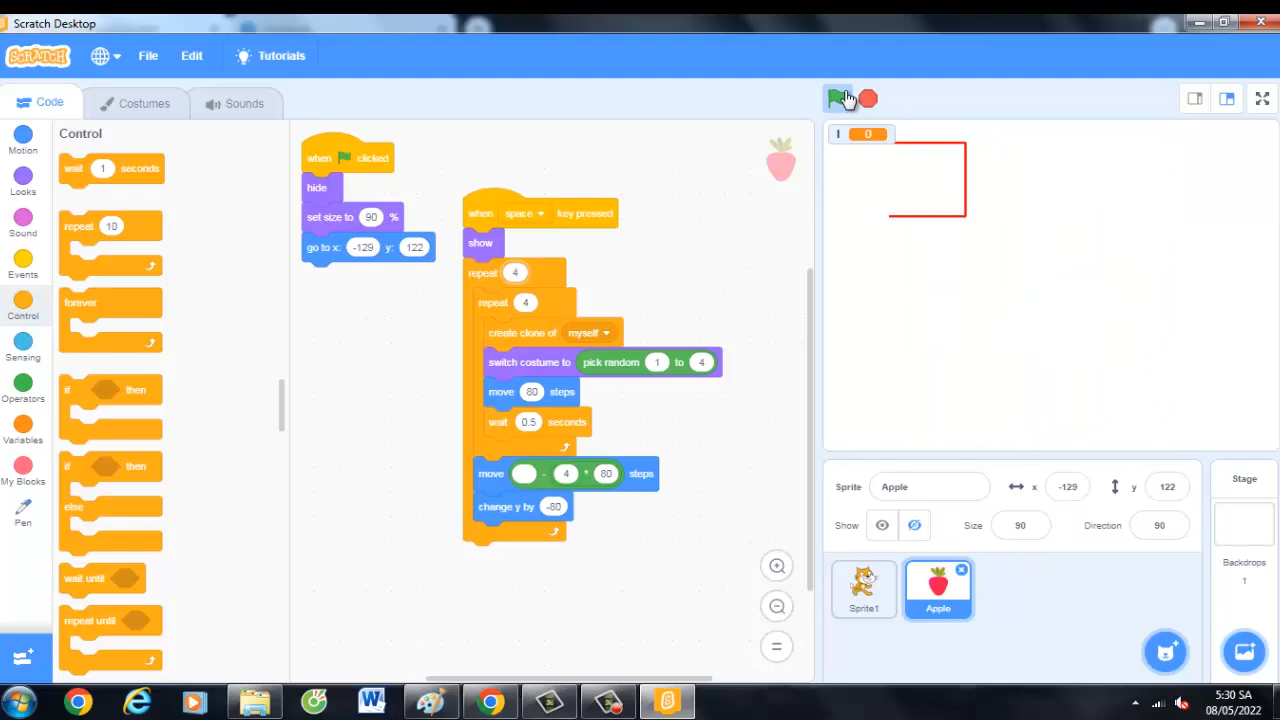 Scratch Desktop
SCRATCH
File
Edit
Tutorials
Code
Costumes
Sounds
Motion
Looks
Sound
Events
Control
Sensing
Operators
Variables
My Blocks
Pen
Control
wait 1 seconds
repeat 10
forever
if then
if then
else
wait until
repeat until
when clicked
hide
set size to 90 %
go to x: -129 y: 122
when space key pressed
show
repeat 4
repeat 4
create clone of myself
switch costume to pick random 1 to 4
move 80 steps
wait 0.5 seconds
move - 4 * 80 steps
change y by -80
I 0
Sprite Apple x -129 y 122
Show Size 90 Direction 90
Sprite1
Apple
Stage
Backdrops
1
5:30 SA
08/05/2022